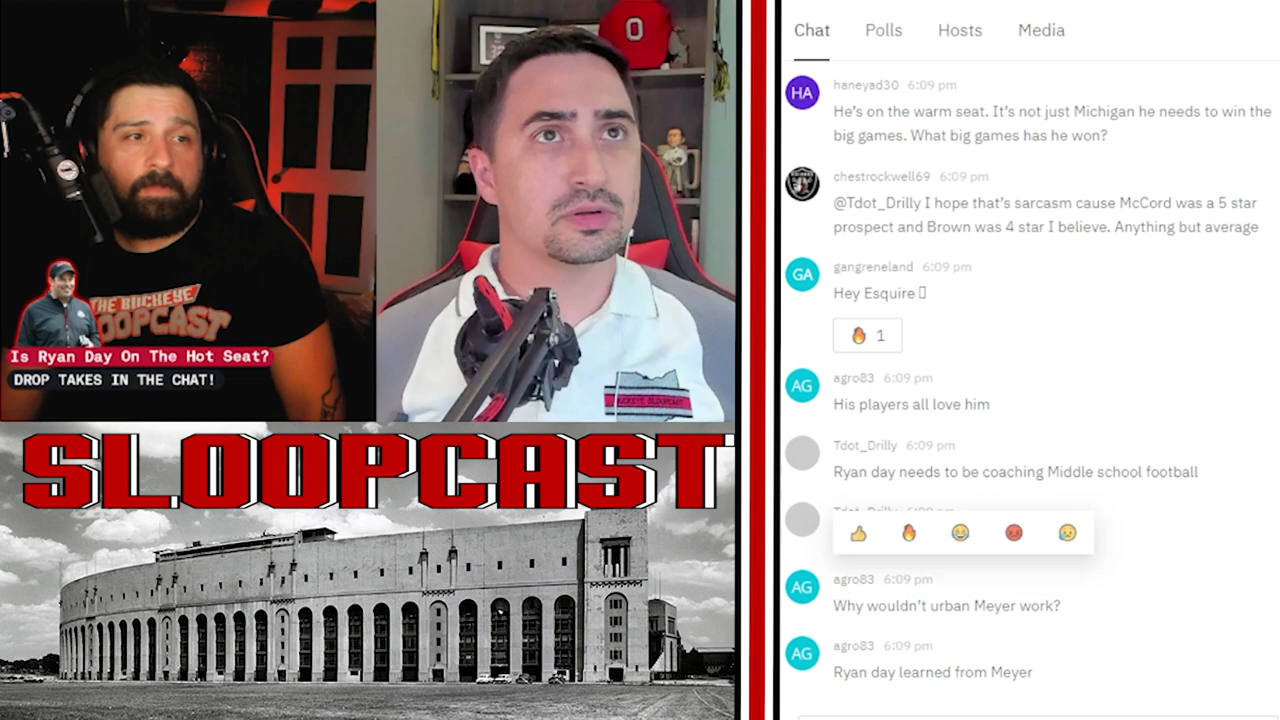 O
THE BUCKEYE
SLOOPCAST
Is Ryan Day On The Hot Seat?
DROP TAKES IN THE CHAT!
BUCKEYE SLOOPCAST
SLOOPCAST
Chat Polls Hosts Media
HA
haneyad30 6:09 pm
He's on the warm seat. It's not just Michigan he needs to win the
big games. What big games has he won?
chestrockwell69 6:09 pm
@Tdot_Drilly I hope that's sarcasm cause McCord was a 5 star
prospect and Brown was 4 star I believe. Anything but average
GA
gangreneland 6:09 pm
Hey Esquire
🔥 1
AG
agro83 6:09 pm
His players all love him
Tdot_Drilly 6:09 pm
Ryan day needs to be coaching Middle school football
Tdot_Drilly 6:09 pm
AG
agro83 6:09 pm
Why wouldn't urban Meyer work?
AG
agro83 6:09 pm
Ryan day learned from Meyer